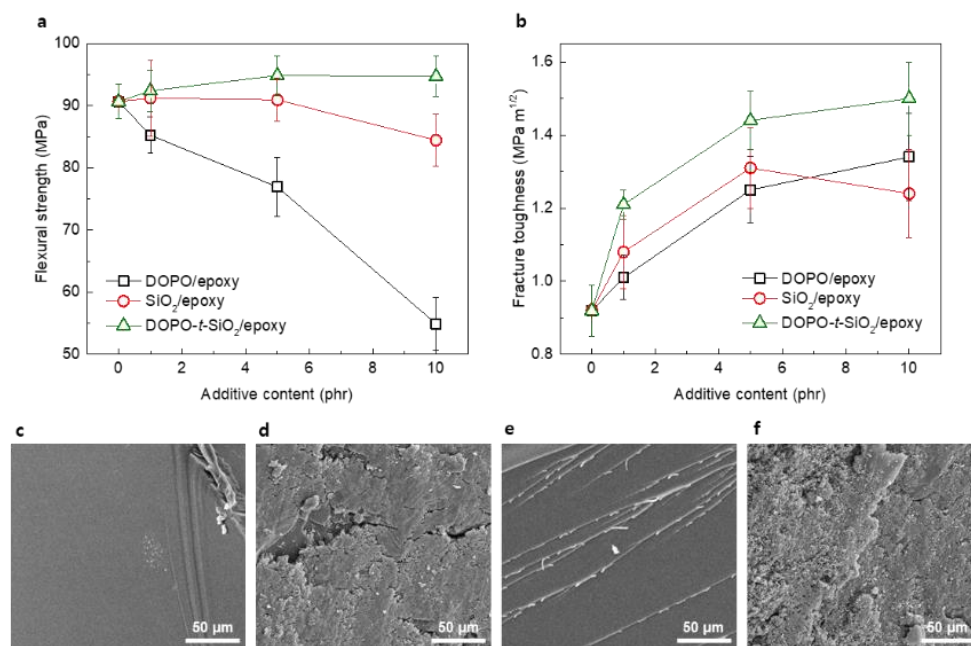 a
100
90
80
70
60
50
Flexural strength (MPa)
DOPO/epoxy
SiO₂/epoxy
DOPO-t-SiO₂/epoxy
0 2 4 6 8 10
Additive content (phr)
b
1.6
1.4
1.2
1.0
0.8
Fracture toughness (MPa m^1/2)
DOPO/epoxy
SiO₂/epoxy
DOPO-t-SiO₂/epoxy
0 2 4 6 8 10
Additive content (phr)
c
50 µm
d
50 µm
e
50 µm
f
50 µm